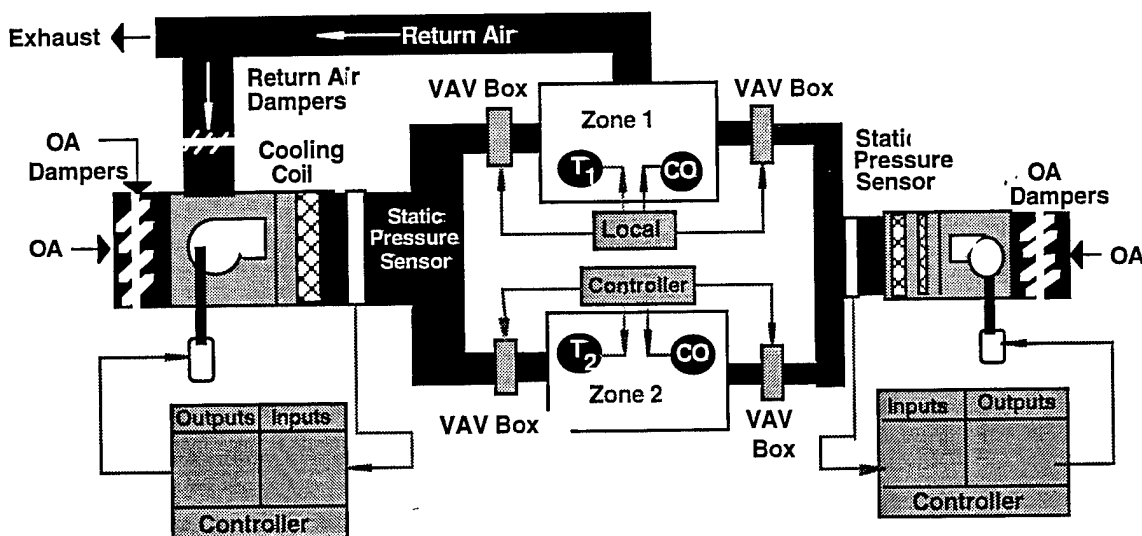 Exhaust
Return Air
Return Air
Dampers
VAV Box
VAV Box
Zone 1
OA
Dampers
Cooling
Coil
T1
CO
Static
Pressure
Sensor
OA
Dampers
Static
Pressure
Sensor
Local
OA
OA
Controller
T2
CO
Zone 2
VAV Box
VAV
Box
Outputs
Inputs
Controller
Inputs
Outputs
Controller